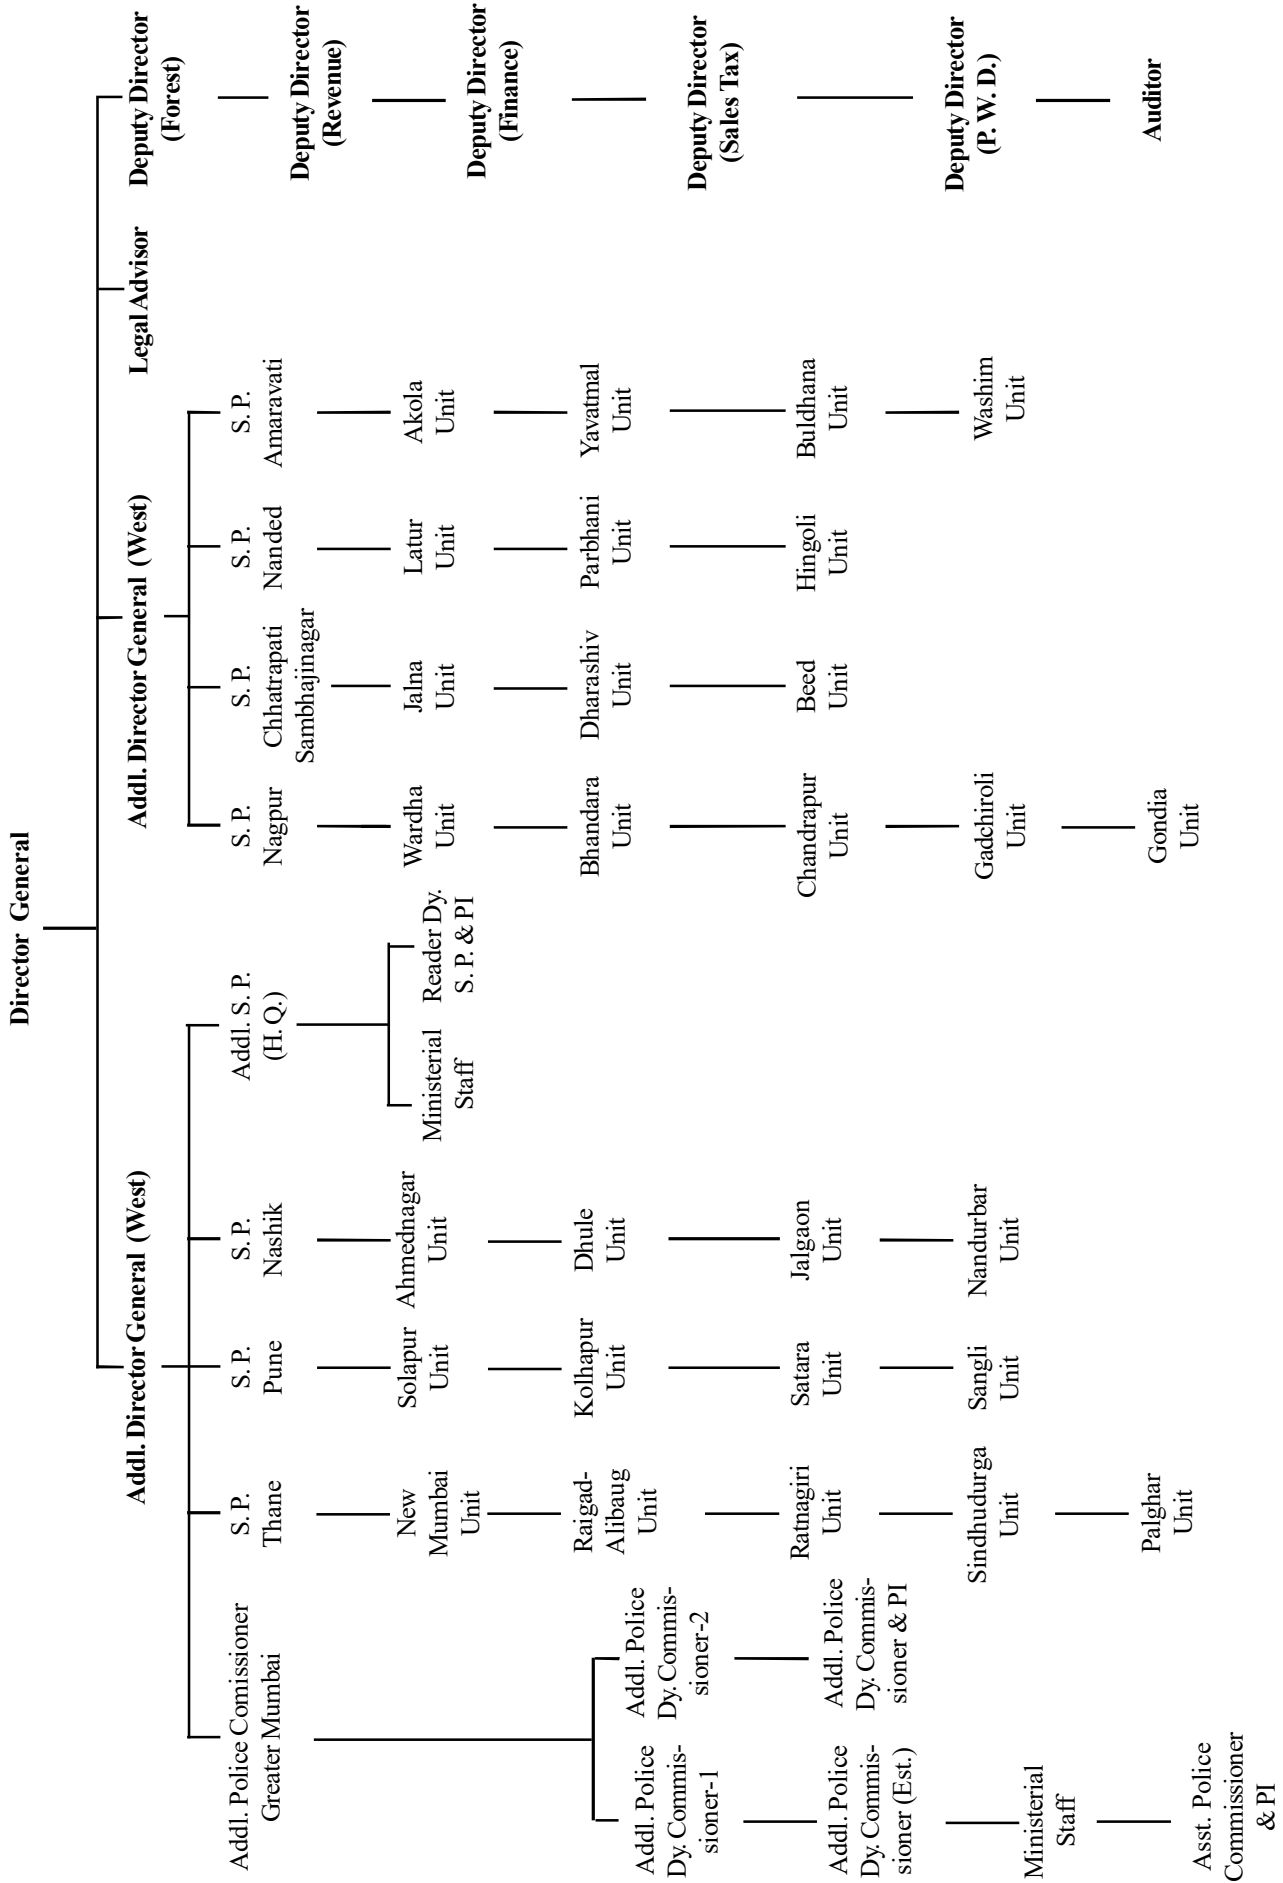 Director General
Addl. Director General (West)
Addl. Director General (West)
Legal Advisor
Deputy Director
(Forest)
Deputy Director
(Revenue)
Deputy Director
(Finance)
Deputy Director
(Sales Tax)
Deputy Director
(P. W. D.)
Auditor
Addl. Police Comissioner
Greater Mumbai
Addl. Police
Dy. Commis-
sioner-1
Addl. Police
Dy. Commis-
sioner (Est.)
Ministerial
Staff
Asst. Police
Commissioner
& PI
Addl. Police
Dy. Commis-
sioner-2
Addl. Police
Dy. Commis-
sioner & PI
S. P.
Thane
New
Mumbai
Unit
Raigad-
Alibaug
Unit
Ratnagiri
Unit
Sindhudurga
Unit
Palghar
Unit
S. P.
Pune
Solapur
Unit
Kolhapur
Unit
Satara
Unit
Sangli
Unit
S. P.
Nashik
Ahmednagar
Unit
Dhule
Unit
Jalgaon
Unit
Nandurbar
Unit
Addl. S. P.
(H. Q.)
Ministerial
Staff
Reader Dy.
S. P. & PI
S. P.
Nagpur
Wardha
Unit
Bhandara
Unit
Chandrapur
Unit
Gadchiroli
Unit
Gondia
Unit
S. P.
Chhatrapati
Sambhajinagar
Jalna
Unit
Dharashiv
Unit
Beed
Unit
S. P.
Nanded
Latur
Unit
Parbhani
Unit
Hingoli
Unit
S. P.
Amaravati
Akola
Unit
Yavatmal
Unit
Buldhana
Unit
Washim
Unit